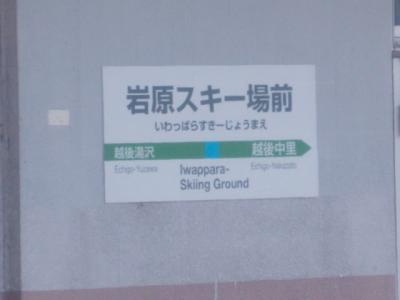 岩原スキー場前
いわっぱらすきーじょうまえ
越後湯沢 越後中里
Echigo-Yuzawa Echigo-Nakazato
Iwappara-
Skiing Ground